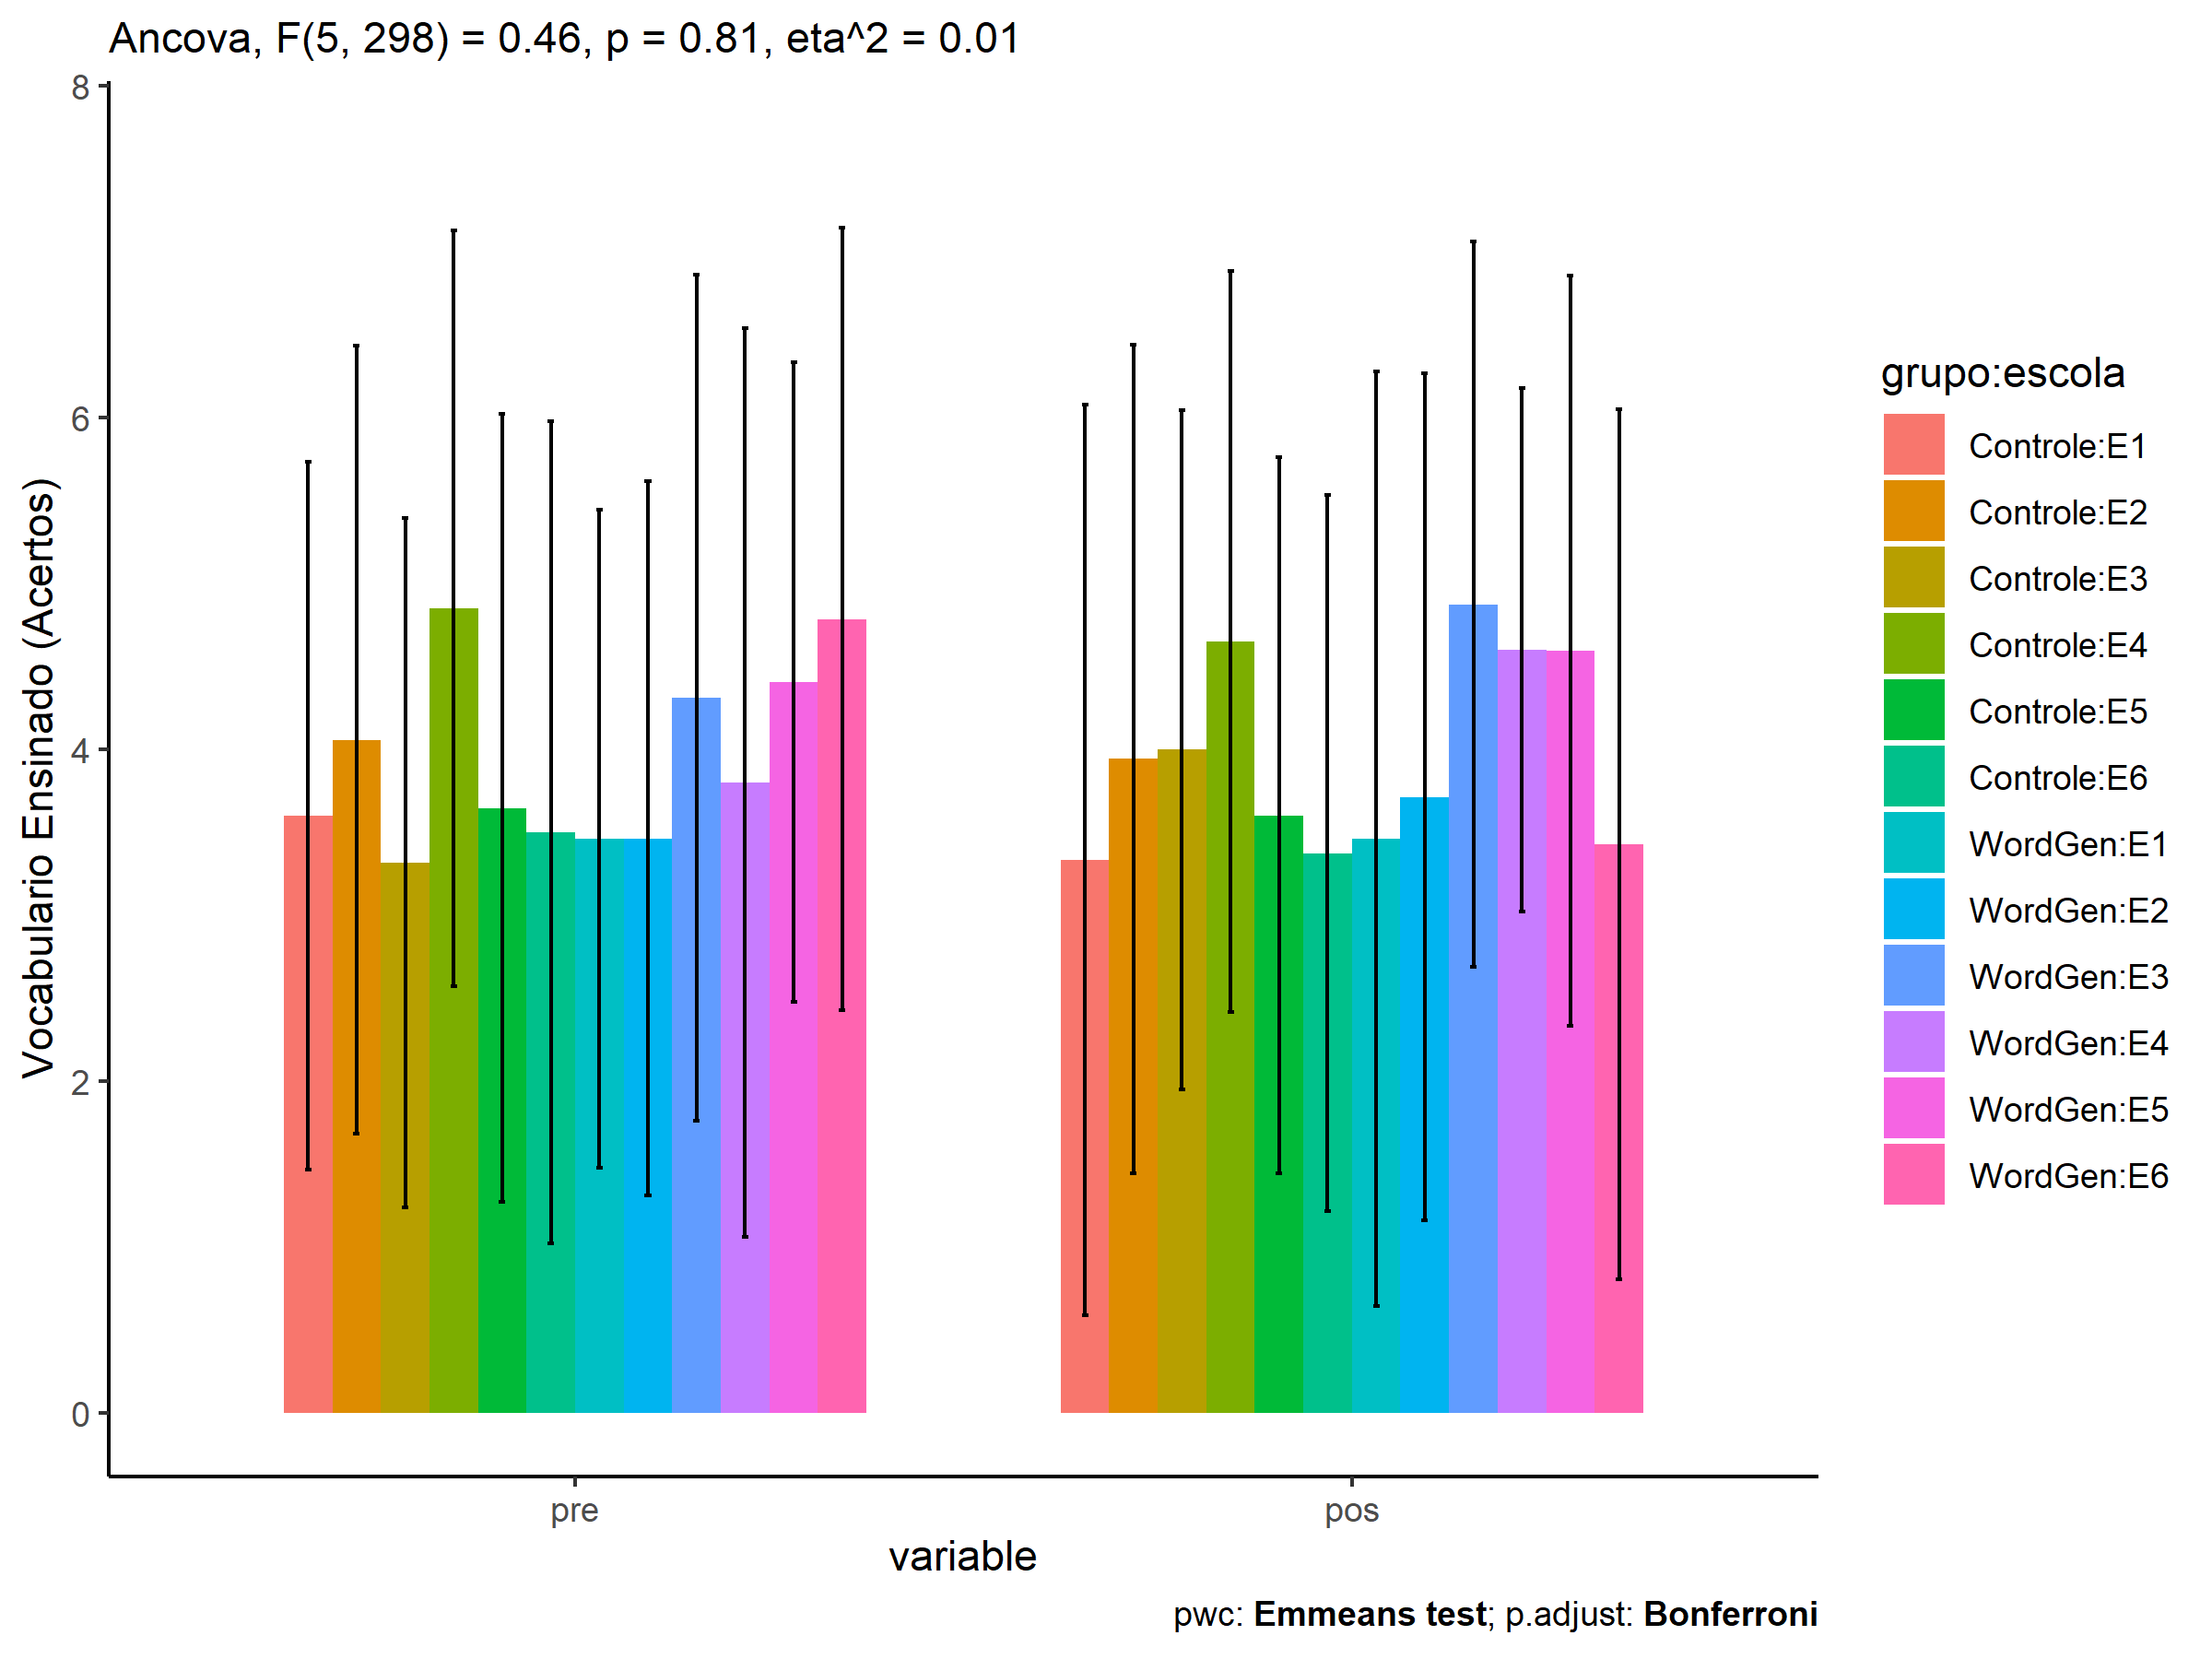 Ancova, F(5, 298) = 0.46, p = 0.81, eta^2 = 0.01
8
6
4
2
0
Vocabulario Ensinado (Acertos)
pre
pos
variable
pwc: Emmeans test; p.adjust: Bonferroni
grupo:escola
Controle:E1
Controle:E2
Controle:E3
Controle:E4
Controle:E5
Controle:E6
WordGen:E1
WordGen:E2
WordGen:E3
WordGen:E4
WordGen:E5
WordGen:E6